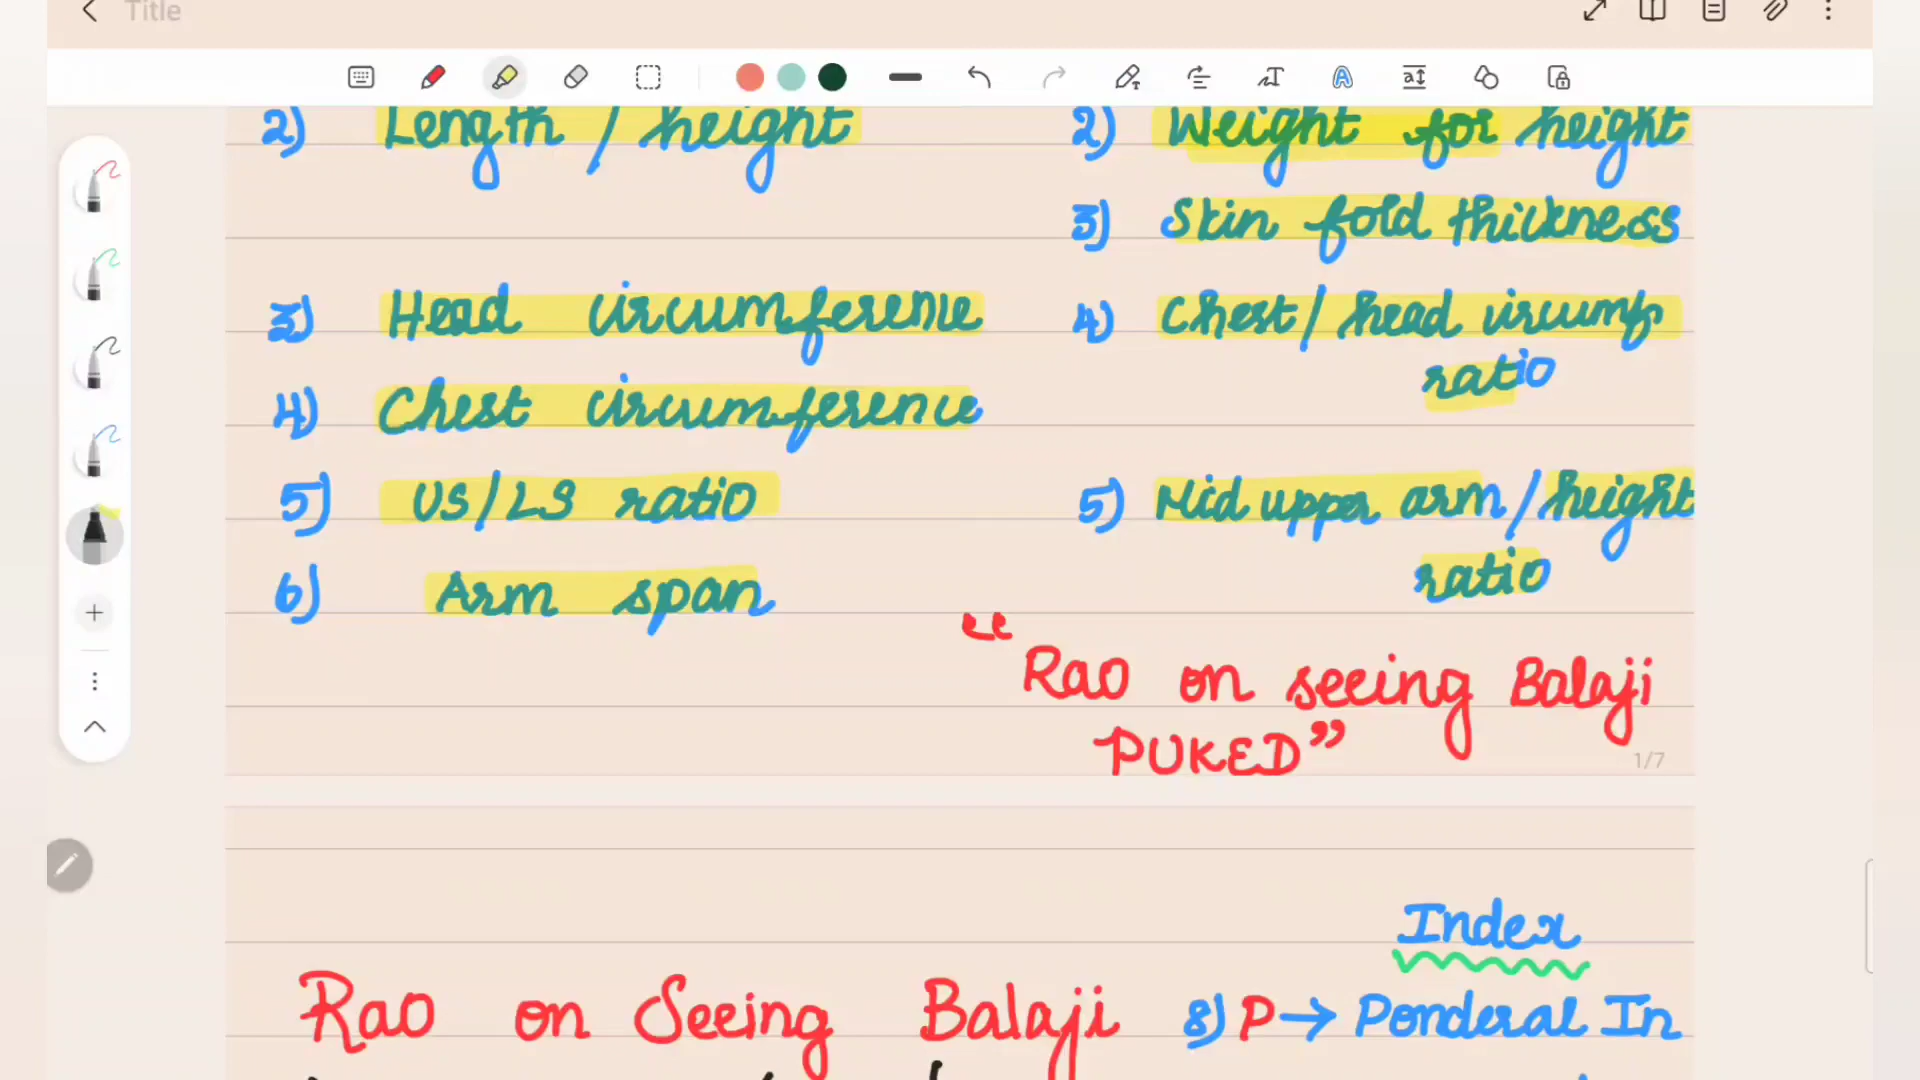 Title
2) Length / height
2) Weight for height
3) Skin fold thickness
3) Head circumference
4) Chest / head circumf
ratio
4) Chest circumference
5) US/LS ratio
5) Mid upper arm / height
ratio
6) Arm span
"Rao on seeing Balaji
PUKED"
1/7
Index
Rao on Seeing Balaji
8) P → Ponderal In